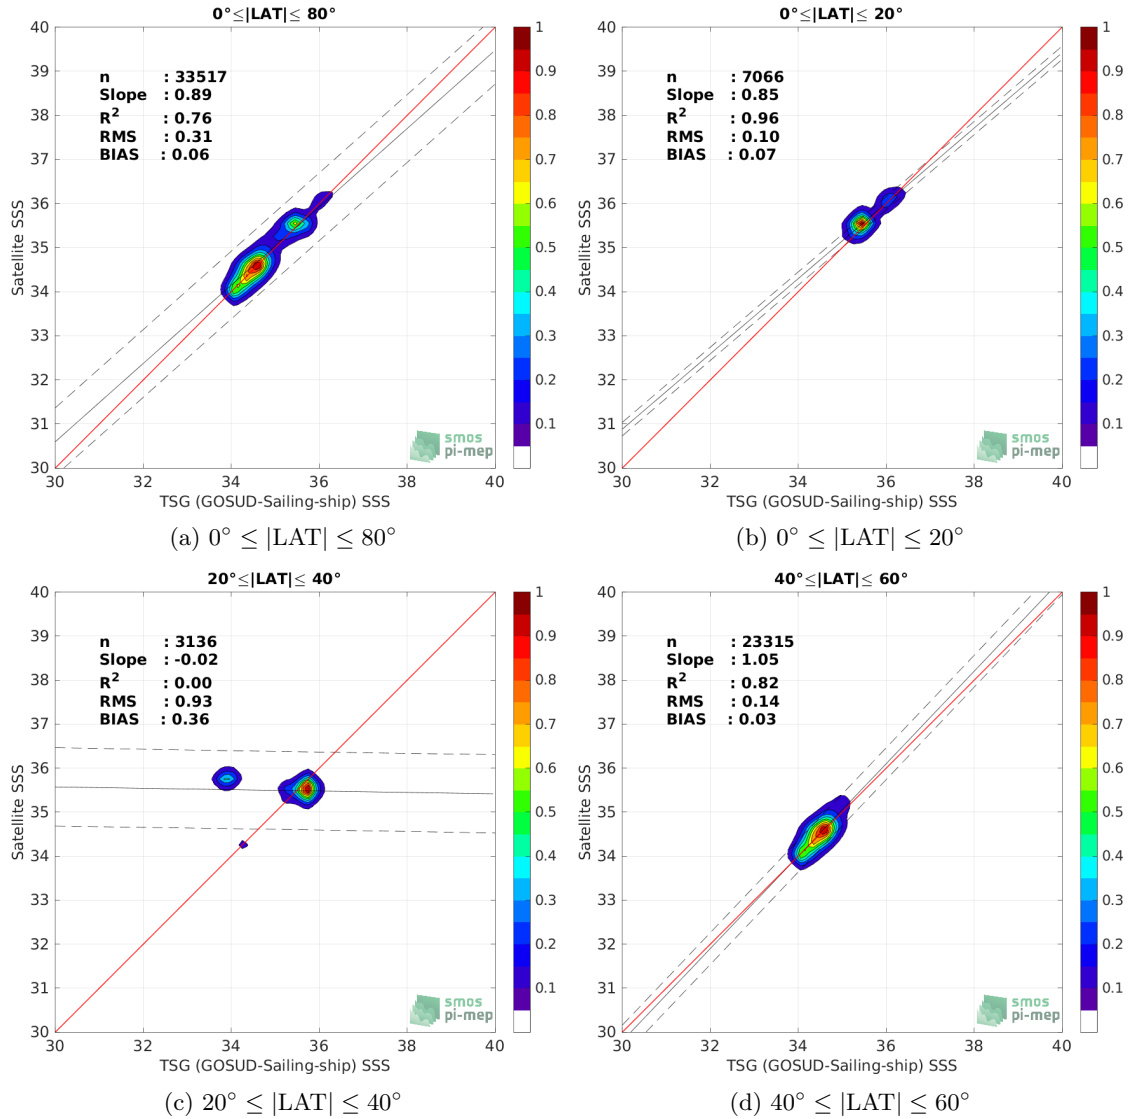 0°≤|LAT|≤ 80°
40
39
38
37
36
35
34
33
32
31
30
Satellite SSS
n : 33517
Slope : 0.89
R² : 0.76
RMS : 0.31
BIAS : 0.06
smos
pi-mep
30 32 34 36 38 40
TSG (GOSUD-Sailing-ship) SSS
1
0.9
0.8
0.7
0.6
0.5
0.4
0.3
0.2
0.1
(a) 0° ≤ |LAT| ≤ 80°
0°≤|LAT|≤ 20°
40
39
38
37
36
35
34
33
32
31
30
Satellite SSS
n : 7066
Slope : 0.85
R² : 0.96
RMS : 0.10
BIAS : 0.07
smos
pi-mep
30 32 34 36 38 40
TSG (GOSUD-Sailing-ship) SSS
1
0.9
0.8
0.7
0.6
0.5
0.4
0.3
0.2
0.1
(b) 0° ≤ |LAT| ≤ 20°
20°≤|LAT|≤ 40°
40
39
38
37
36
35
34
33
32
31
30
Satellite SSS
n : 3136
Slope : -0.02
R² : 0.00
RMS : 0.93
BIAS : 0.36
smos
pi-mep
30 32 34 36 38 40
TSG (GOSUD-Sailing-ship) SSS
1
0.9
0.8
0.7
0.6
0.5
0.4
0.3
0.2
0.1
(c) 20° ≤ |LAT| ≤ 40°
40°≤|LAT|≤ 60°
40
39
38
37
36
35
34
33
32
31
30
Satellite SSS
n : 23315
Slope : 1.05
R² : 0.82
RMS : 0.14
BIAS : 0.03
smos
pi-mep
30 32 34 36 38 40
TSG (GOSUD-Sailing-ship) SSS
1
0.9
0.8
0.7
0.6
0.5
0.4
0.3
0.2
0.1
(d) 40° ≤ |LAT| ≤ 60°